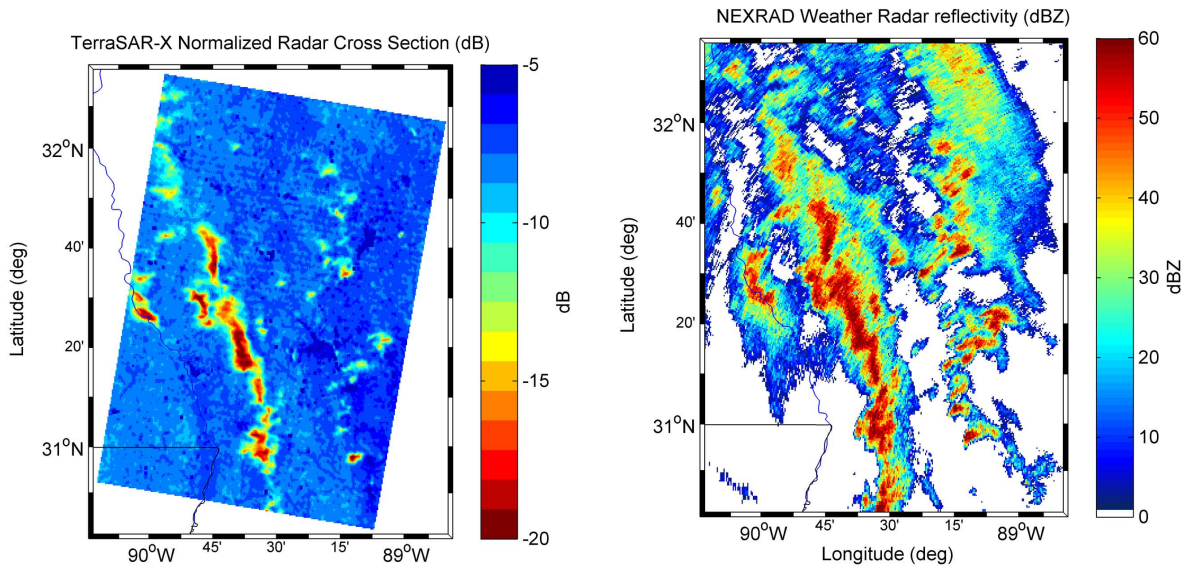 TerraSAR-X Normalized Radar Cross Section (dB)
Latitude (deg)
32°N
40'
20'
31°N
90°W
45'
30'
15'
89°W
-5
-10
-15
-20
dB
NEXRAD Weather Radar reflectivity (dBZ)
Latitude (deg)
32°N
40'
20'
31°N
90°W
45'
30'
15'
89°W
Longitude (deg)
60
50
40
30
20
10
0
dBZ